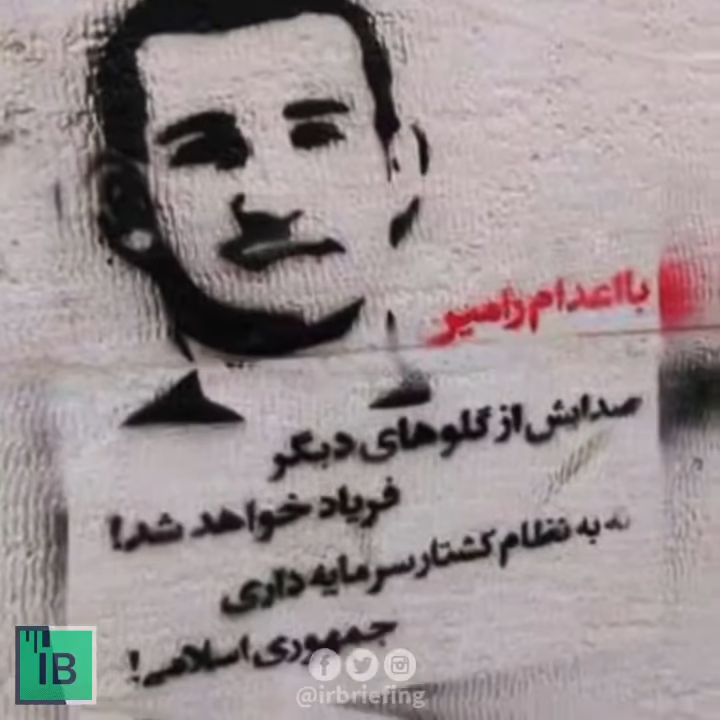 با اعدام رامین
صدایش از گلوهای دیگر
فریاد خواهد شد!
نه به نظام کشتار سرمایه داری
جمهوری اسلامی!
IB
@irbriefing